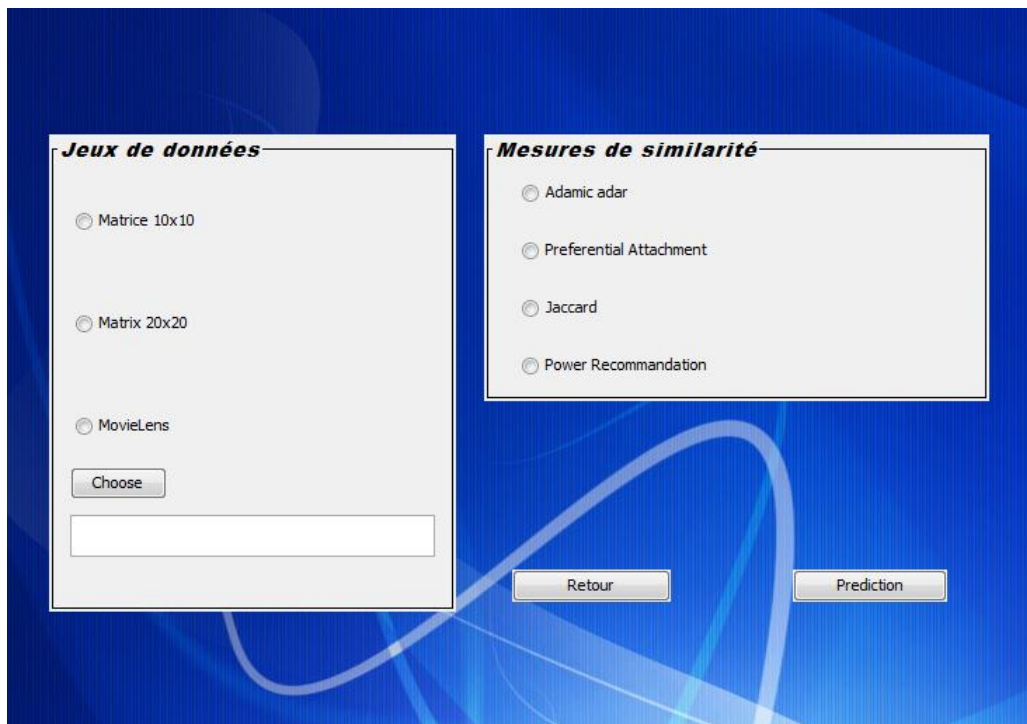 Jeux de données
Matrice 10x10
Matrix 20x20
MovieLens
Choose
Mesures de similarité
Adamic adar
Preferential Attachment
Jaccard
Power Recommandation
Retour
Prediction